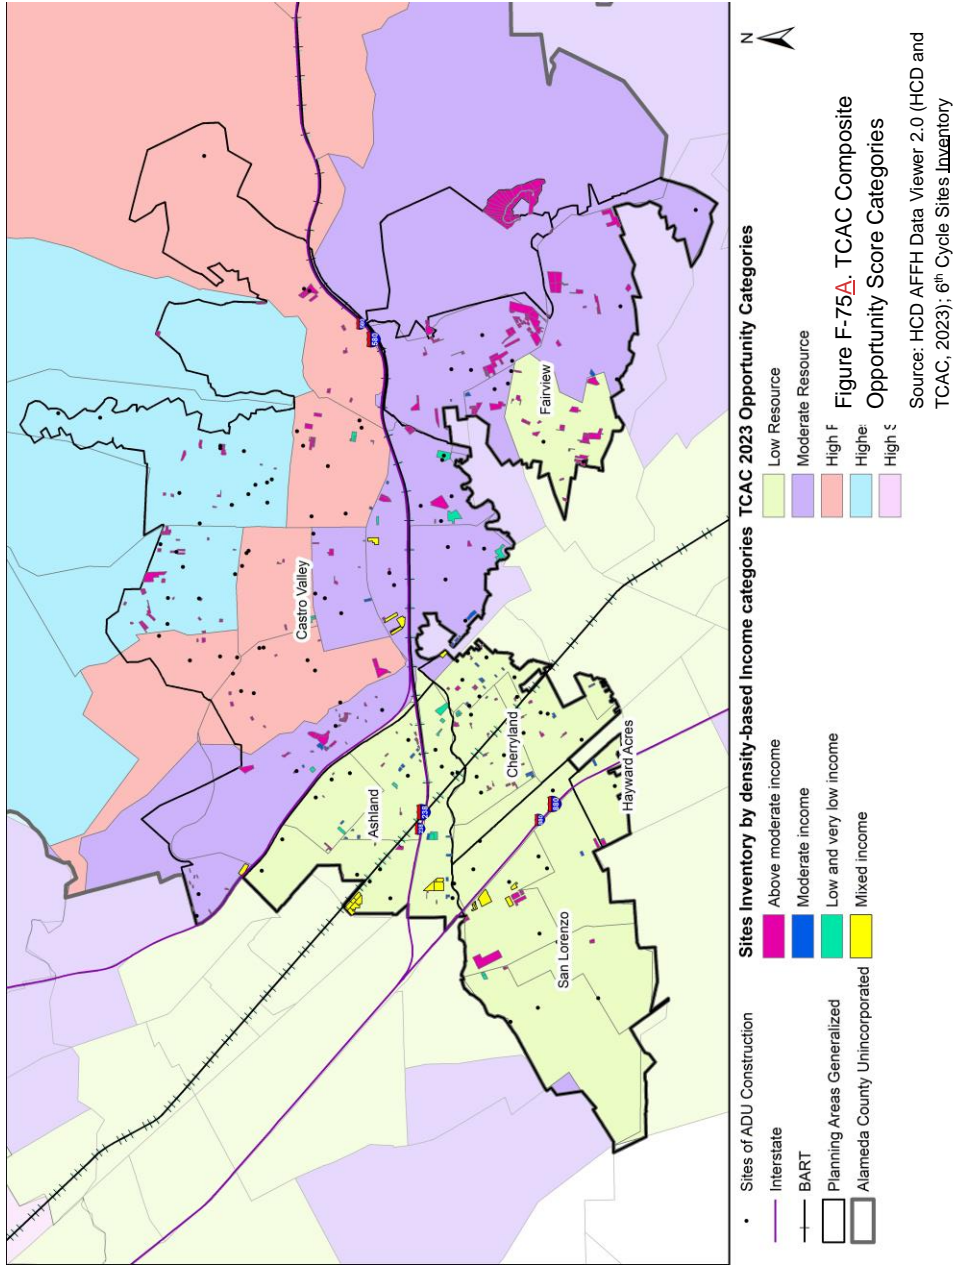 Castro Valley
Fairview
Ashland
Cherryland
Hayward Acres
San Lorenzo
580
238
880
N
Sites of ADU Construction
Interstate
BART
Planning Areas Generalized
Alameda County Unincorporated
Sites Inventory by density-based Income categories
Above moderate income
Moderate income
Low and very low income
Mixed income
TCAC 2023 Opportunity Categories
Low Resource
Moderate Resource
High F
Highe
High S
Figure F-75A. TCAC Composite
Opportunity Score Categories
Source: HCD AFFH Data Viewer 2.0 (HCD and
TCAC, 2023); 6th Cycle Sites Inventory